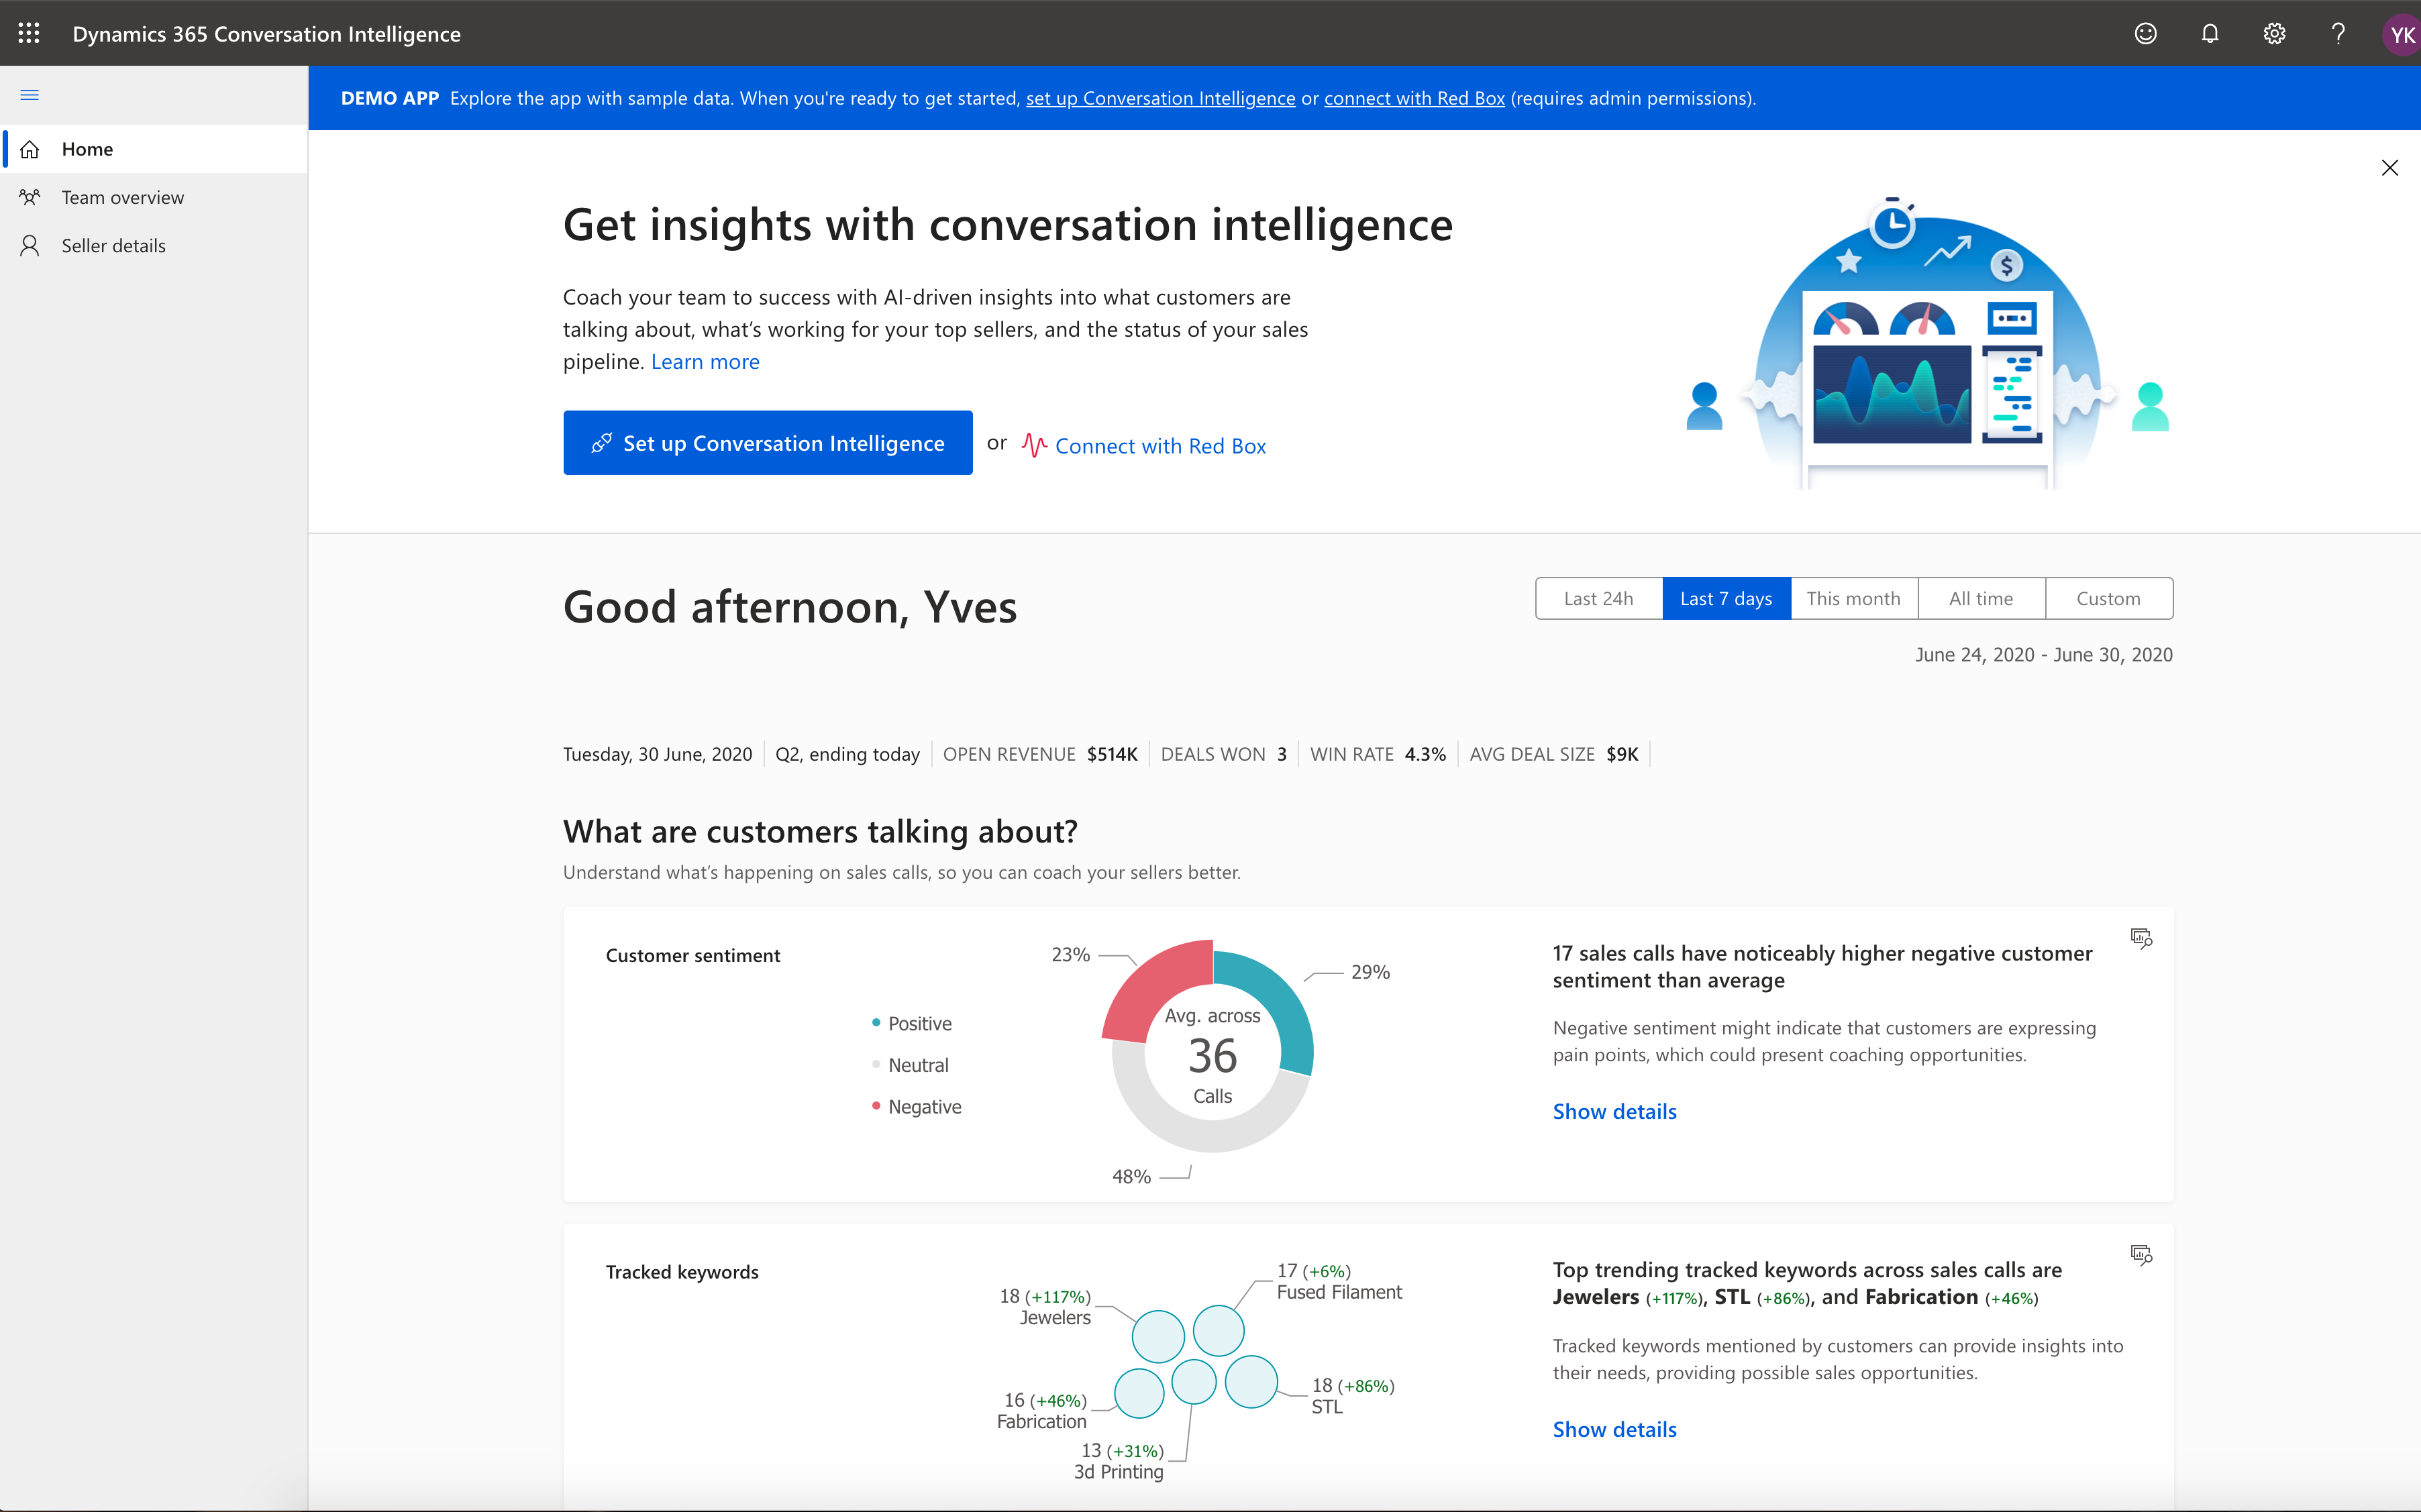 Dynamics 365 Conversation Intelligence
YK
DEMO APP Explore the app with sample data. When you're ready to get started, set up Conversation Intelligence or connect with Red Box (requires admin permissions).
Home
Team overview
Seller details
Get insights with conversation intelligence
Coach your team to success with AI-driven insights into what customers are
talking about, what's working for your top sellers, and the status of your sales
pipeline. Learn more
Set up Conversation Intelligence or Connect with Red Box
$
Good afternoon, Yves
Last 24h Last 7 days This month All time Custom
June 24, 2020 - June 30, 2020
Tuesday, 30 June, 2020 Q2, ending today OPEN REVENUE $514K DEALS WON 3 WIN RATE 4.3% AVG DEAL SIZE $9K
What are customers talking about?
Understand what's happening on sales calls, so you can coach your sellers better.
Customer sentiment
Positive
Neutral
Negative
23%
29%
48%
Avg. across
36
Calls
17 sales calls have noticeably higher negative customer
sentiment than average
Negative sentiment might indicate that customers are expressing
pain points, which could present coaching opportunities.
Show details
Tracked keywords
17 (+6%)
Fused Filament
18 (+117%)
Jewelers
18 (+86%)
STL
16 (+46%)
Fabrication
13 (+31%)
3d Printing
Top trending tracked keywords across sales calls are
Jewelers (+117%), STL (+86%), and Fabrication (+46%)
Tracked keywords mentioned by customers can provide insights into
their needs, providing possible sales opportunities.
Show details